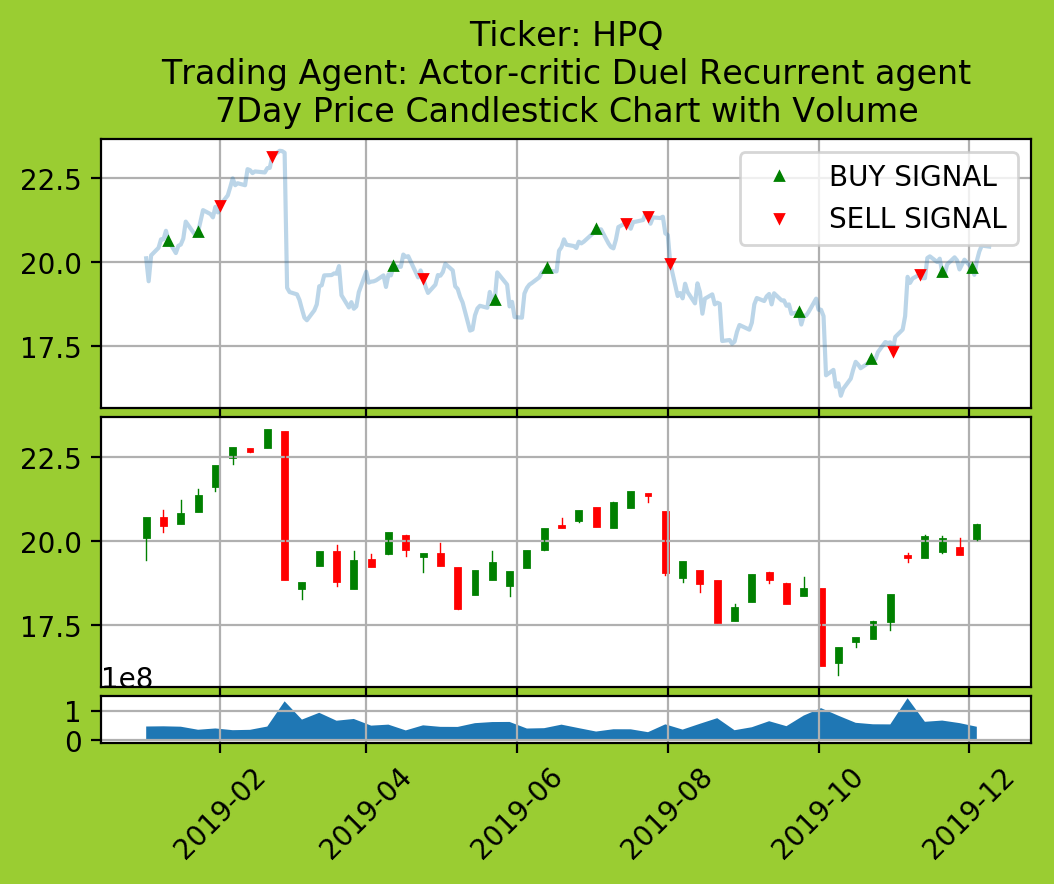 Ticker: HPQ
Trading Agent: Actor-critic Duel Recurrent agent
7Day Price Candlestick Chart with Volume
22.5
20.0
17.5
BUY SIGNAL
SELL SIGNAL
22.5
20.0
17.5
1e8
1
0
2019-02
2019-04
2019-06
2019-08
2019-10
2019-12